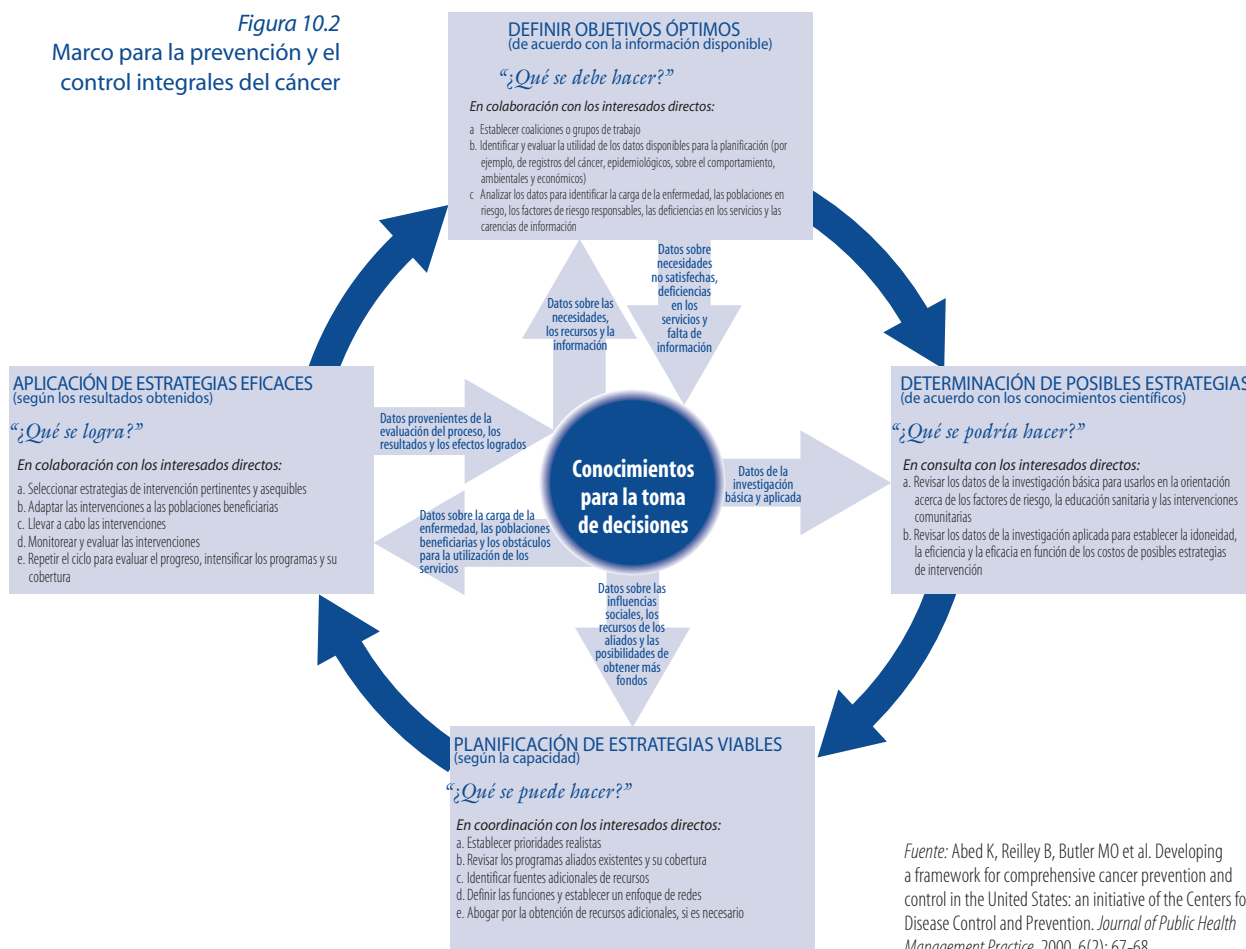 Figura 10.2
Marco para la prevención y el
control integrales del cáncer
DEFINIR OBJETIVOS ÓPTIMOS
(de acuerdo con la información disponible)
“¿Qué se debe hacer?”
En colaboración con los interesados directos:
a Establecer coaliciones o grupos de trabajo
b. Identificar y evaluar la utilidad de los datos disponibles para la planificación (por
ejemplo, de registros del cáncer, epidemiológicos, sobre el comportamiento,
ambientales y económicos)
c Analizar los datos para identificar la carga de la enfermedad, las poblaciones en
riesgo, los factores de riesgo responsables, las deficiencias en los servicios y las
carencias de información
Datos sobre las
necesidades,
los recursos y la
información
Datos sobre
necesidades
no satisfechas,
deficiencias
en los
servicios y
falta de
información
APLICACIÓN DE ESTRATEGIAS EFICACES
(según los resultados obtenidos)
“¿Qué se logra?”
En colaboración con los interesados directos:
a. Seleccionar estrategias de intervención pertinentes y asequibles
b. Adaptar las intervenciones a las poblaciones beneficiarias
c. Llevar a cabo las intervenciones
d. Monitorear y evaluar las intervenciones
e. Repetir el ciclo para evaluar el progreso, intensificar los programas y su
cobertura
Datos provenientes de la
evaluación del proceso, los
resultados y los efectos logrados
Datos sobre la carga de la
enfermedad, las poblaciones
beneficiarias y los obstáculos
para la utilización de los
servicios
Conocimientos
para la toma
de decisiones
Datos de la
investigación
básica y aplicada
DETERMINACIÓN DE POSIBLES ESTRATEGIAS
(de acuerdo con los conocimientos científicos)
“¿Qué se podría hacer?”
En consulta con los interesados directos:
a. Revisar los datos de la investigación básica para usarlos en la orientación
acerca de los factores de riesgo, la educación sanitaria y las intervenciones
comunitarias
b. Revisar los datos de la investigación aplicada para establecer la idoneidad,
la eficiencia y la eficacia en función de los costos de posibles estrategias
de intervención
Datos sobre las
influencias
sociales, los
recursos de los
aliados y las
posibilidades de
obtener más
fondos
PLANIFICACIÓN DE ESTRATEGIAS VIABLES
(según la capacidad)
“¿Qué se puede hacer?”
En coordinación con los interesados directos:
a. Establecer prioridades realistas
b. Revisar los programas aliados existentes y su cobertura
c. Identificar fuentes adicionales de recursos
d. Definir las funciones y establecer un enfoque de redes
e. Abogar por la obtención de recursos adicionales, si es necesario
Fuente: Abed K, Reilley B, Butler MO et al. Developing
a framework for comprehensive cancer prevention and
control in the United States: an initiative of the Centers fo
Disease Control and Prevention. Journal of Public Health
Management Practice, 2000, 6(2): 67-68